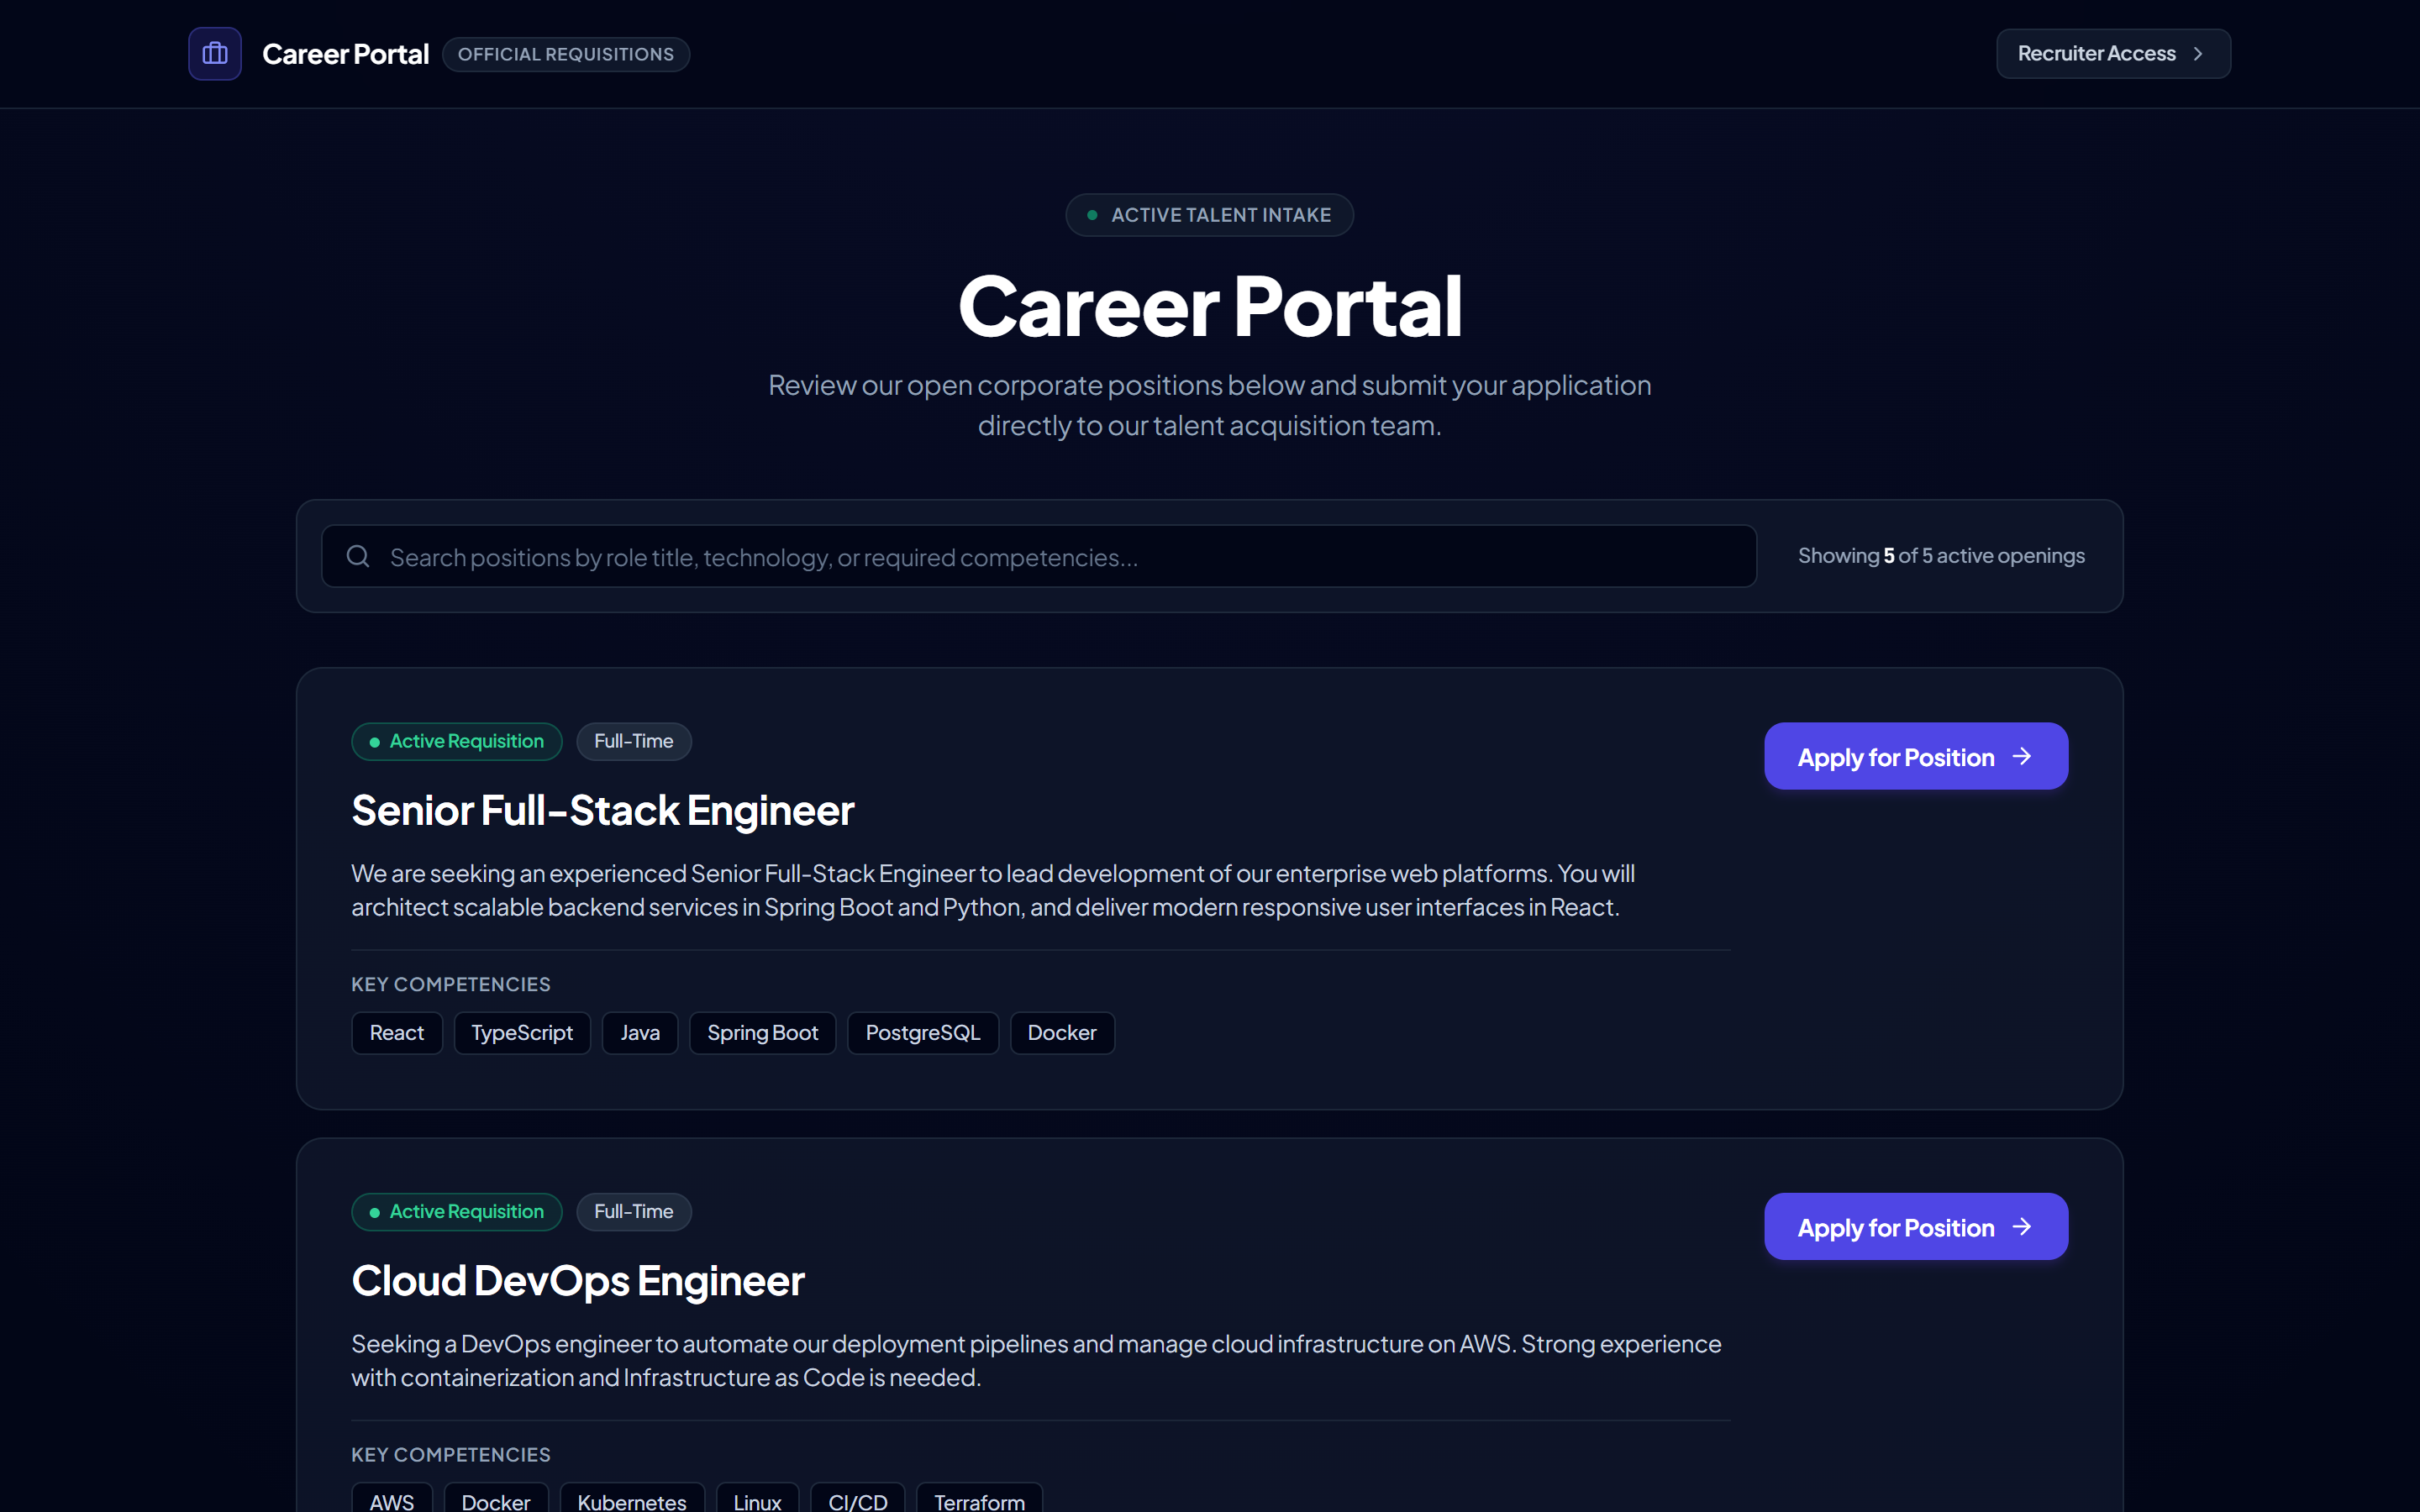 Career Portal OFFICIAL REQUISITIONS Recruiter Access
ACTIVE TALENT INTAKE
Career Portal
Review our open corporate positions below and submit your application
directly to our talent acquisition team.
Search positions by role title, technology, or required competencies...
Showing 5 of 5 active openings
Active Requisition Full-Time
Apply for Position
Senior Full-Stack Engineer
We are seeking an experienced Senior Full-Stack Engineer to lead development of our enterprise web platforms. You will
architect scalable backend services in Spring Boot and Python, and deliver modern responsive user interfaces in React.
KEY COMPETENCIES
React TypeScript Java Spring Boot PostgreSQL Docker
Active Requisition Full-Time
Apply for Position
Cloud DevOps Engineer
Seeking a DevOps engineer to automate our deployment pipelines and manage cloud infrastructure on AWS. Strong experience
with containerization and Infrastructure as Code is needed.
KEY COMPETENCIES
AWS Docker Kubernetes Linux CI/CD Terraform